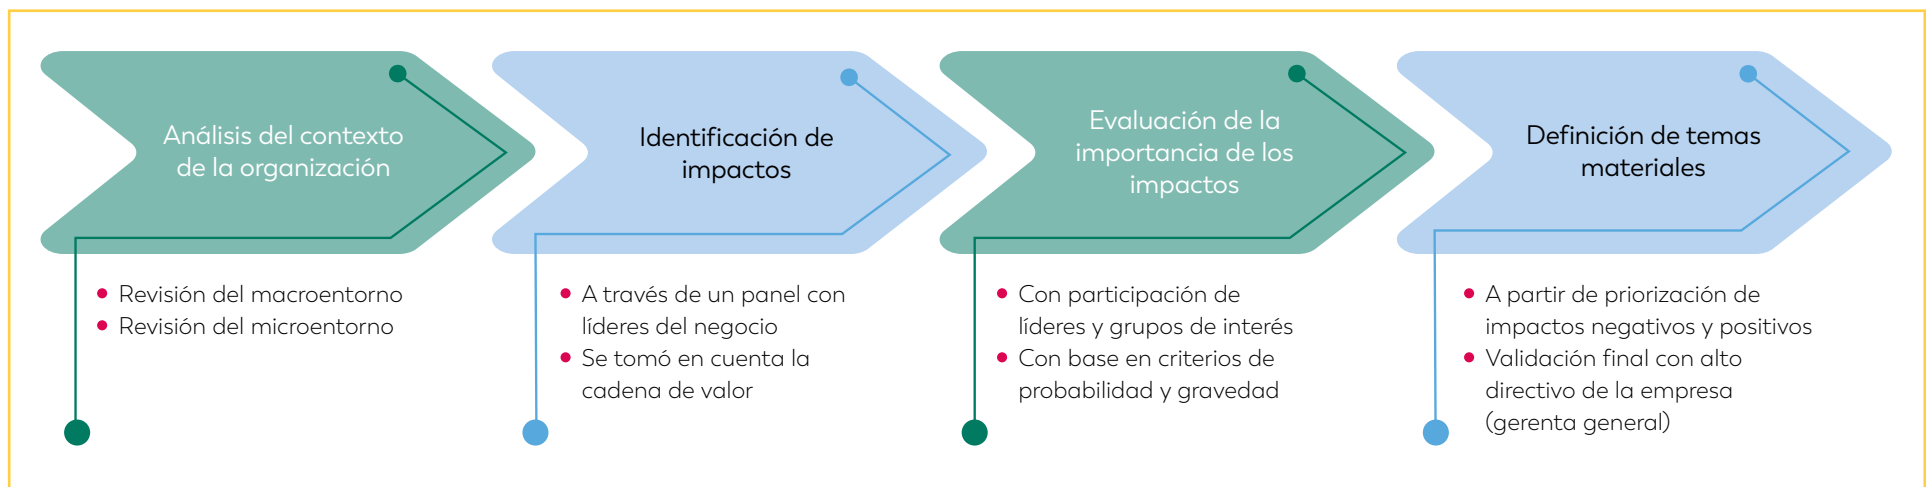 Análisis del contexto
de la organización
• Revisión del macroentorno
• Revisión del microentorno
Identificación de
impactos
• A través de un panel con
líderes del negocio
• Se tomó en cuenta la
cadena de valor
Evaluación de la
importancia de los
impactos
• Con participación de
líderes y grupos de interés
• Con base en criterios de
probabilidad y gravedad
Definición de temas
materiales
• A partir de priorización de
impactos negativos y positivos
• Validación final con alto
directivo de la empresa
(gerenta general)